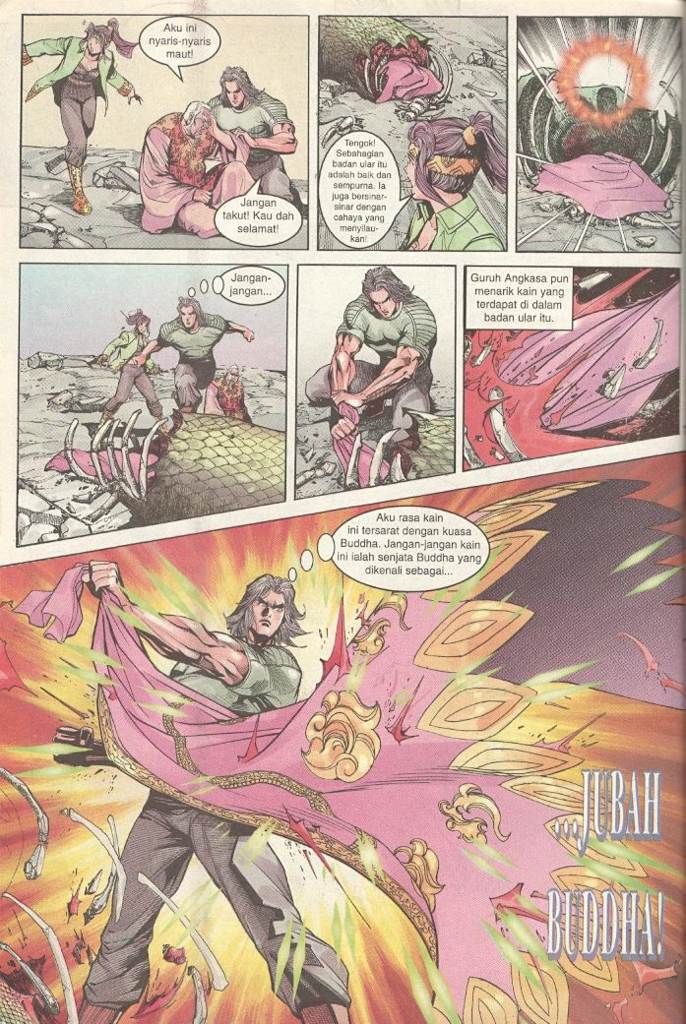 Aku ini
nyaris-nyaris
maut!
Jangan
takut! Kau dah
selamat!
Tengok!
Sebahagian
badan ular itu
adalah baik dan
sempurna. Ia
juga bersinar-
sinar dengan
cahaya yang
menyilau-
kan!
Jangan-
jangan...
Guruh Angkasa pun
menarik kain yang
terdapat di dalam
badan ular itu.
Aku rasa kain
ini tersarat dengan kuasa
Buddha. Jangan-jangan kain
ini ialah senjata Buddha yang
dikenali sebagai...
...JUBAH
BUDDHA!